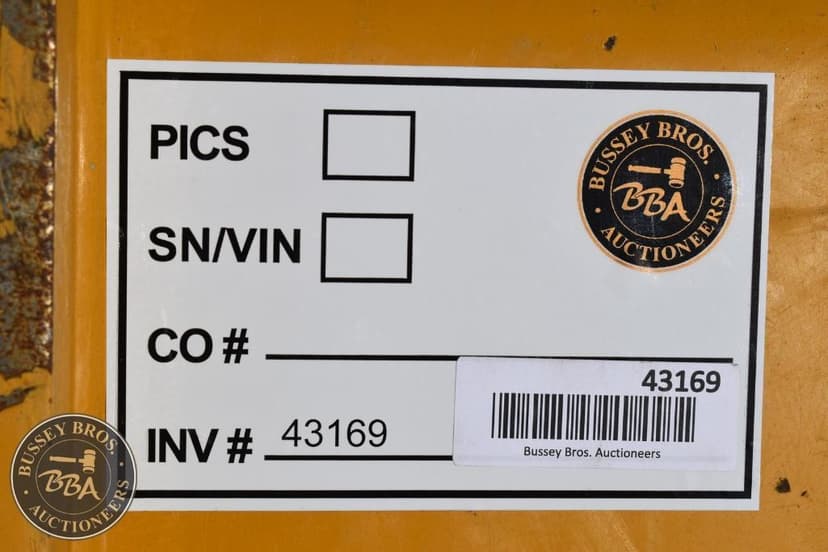 PICS
BUSSEY BROS.
BBA
AUCTIONEERS
SN/VIN
CO #
43169
INV # 43169
Bussey Bros. Auctioneers
BUSSEY BROS.
BBA
AUCTIONEERS